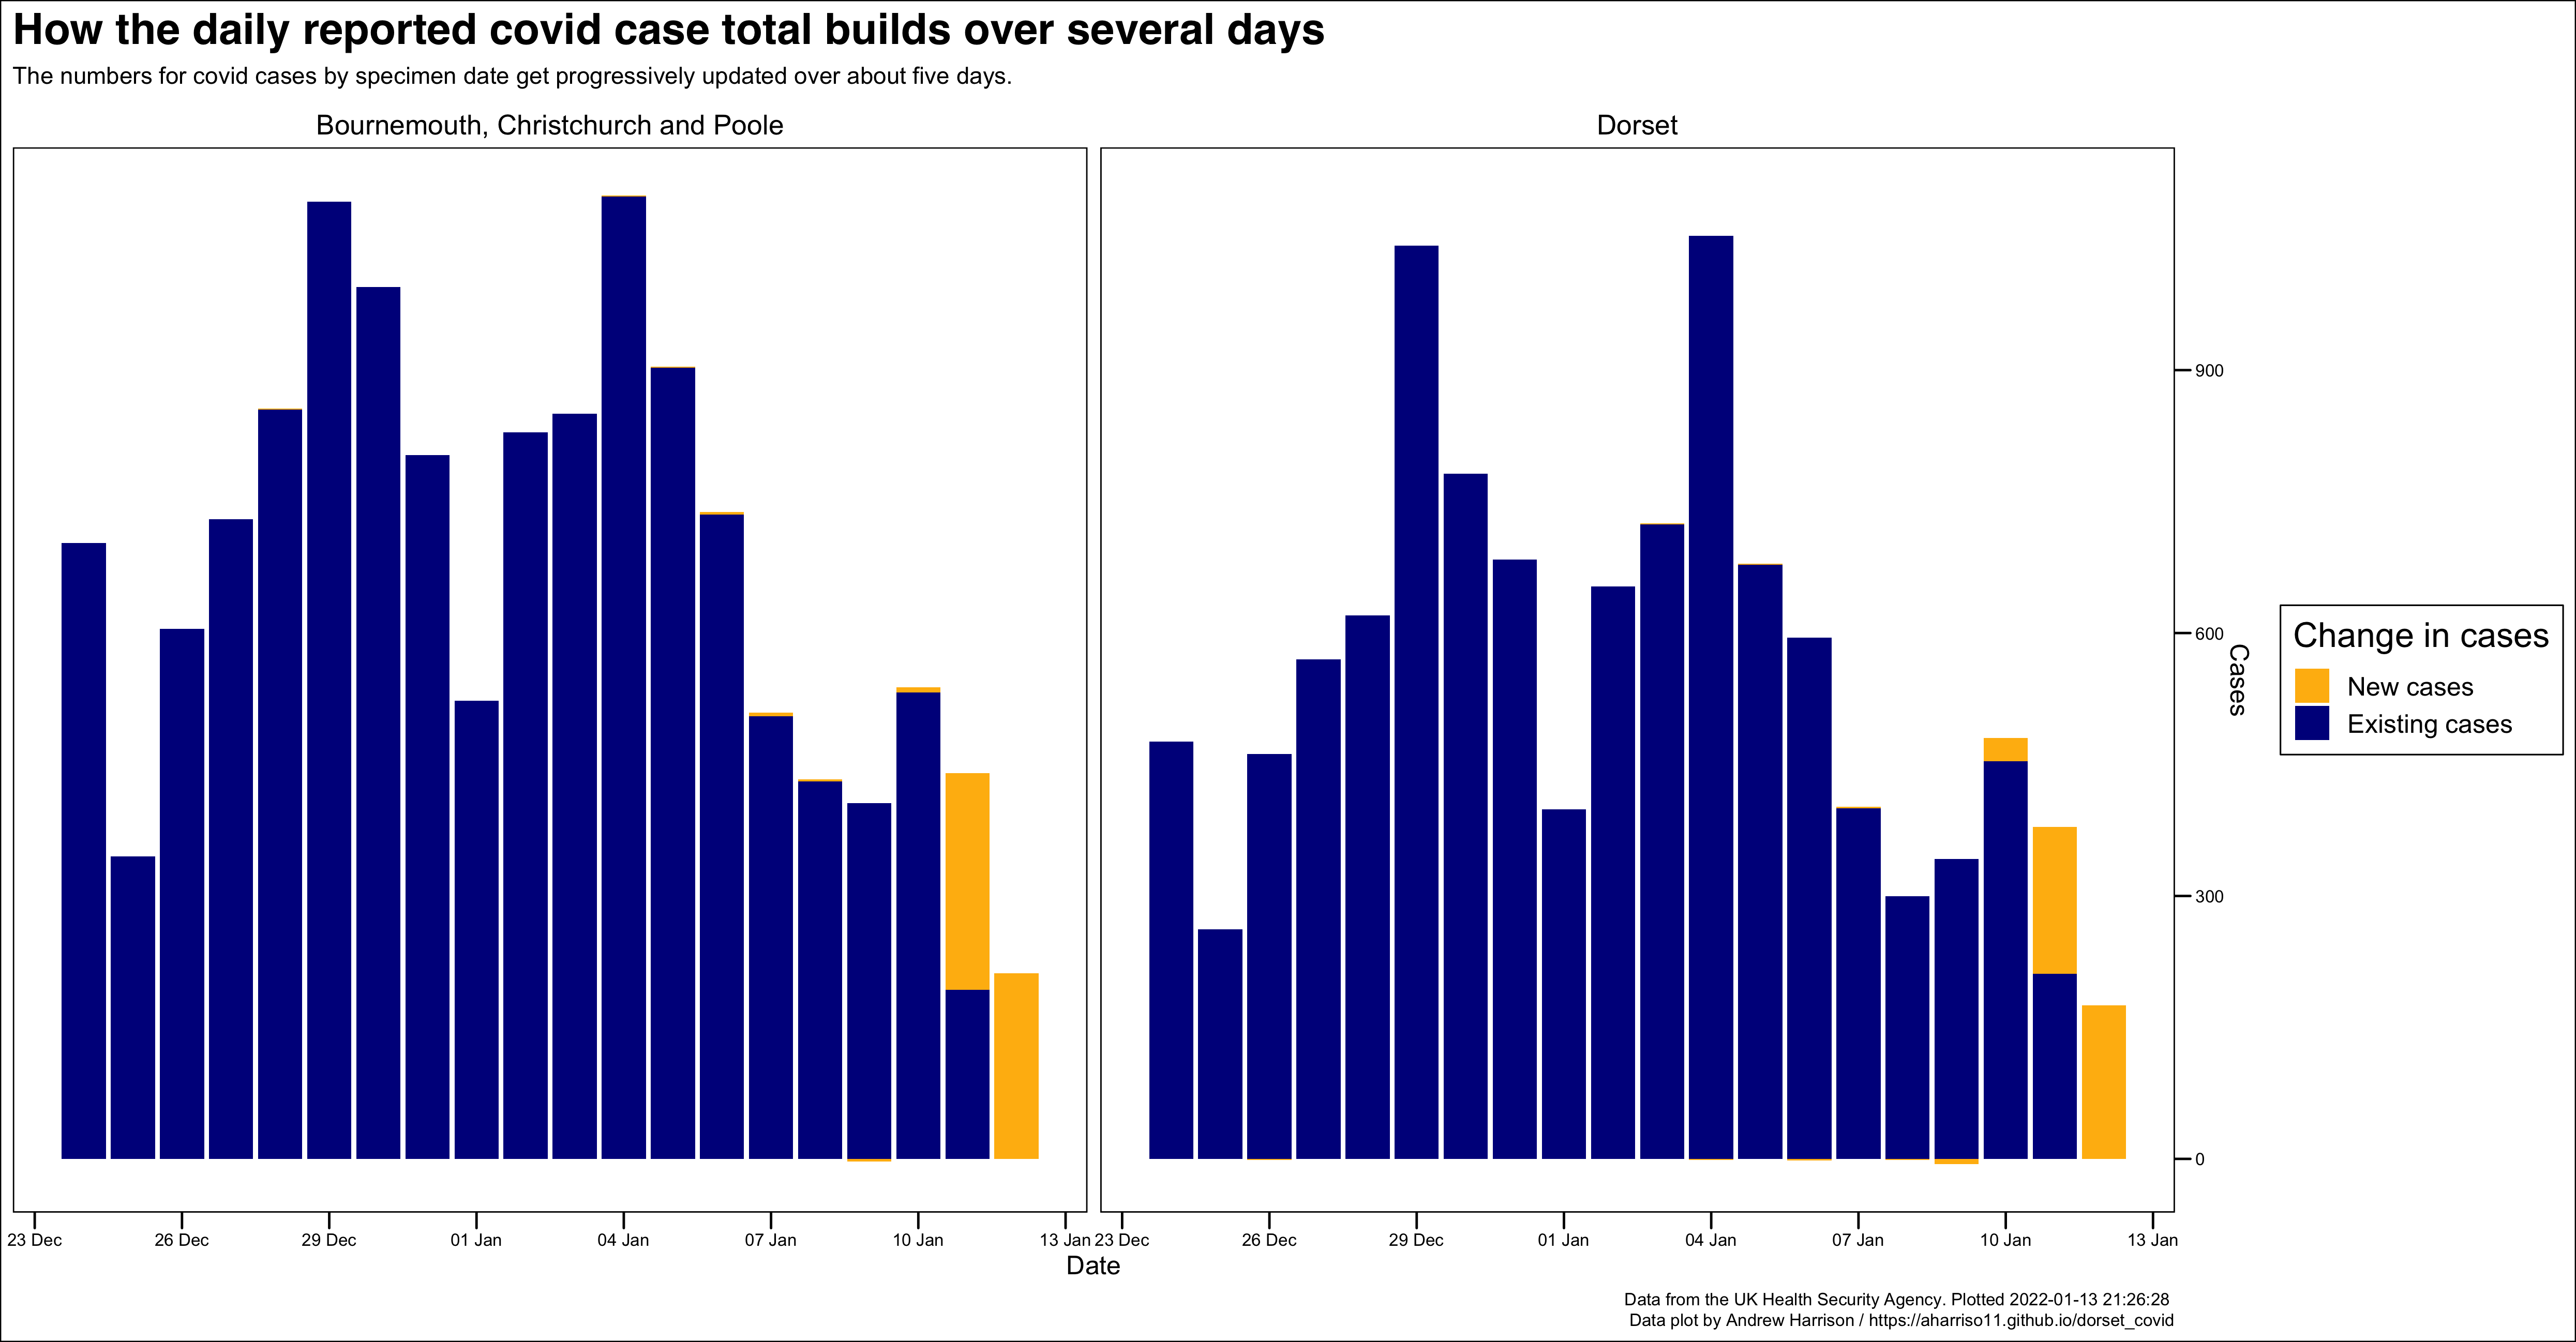 How the daily reported covid case total builds over several days
The numbers for covid cases by specimen date get progressively updated over about five days.
Bournemouth, Christchurch and Poole
Dorset
900
600
300
0
Cases
Change in cases
New cases
Existing cases
23 Dec 26 Dec 29 Dec 01 Jan 04 Jan 07 Jan 10 Jan 13 Jan 23 Dec 26 Dec 29 Dec 01 Jan 04 Jan 07 Jan 10 Jan 13 Jan
Date
Data from the UK Health Security Agency. Plotted 2022-01-13 21:26:28
Data plot by Andrew Harrison / https://aharriso11.github.io/dorset_covid